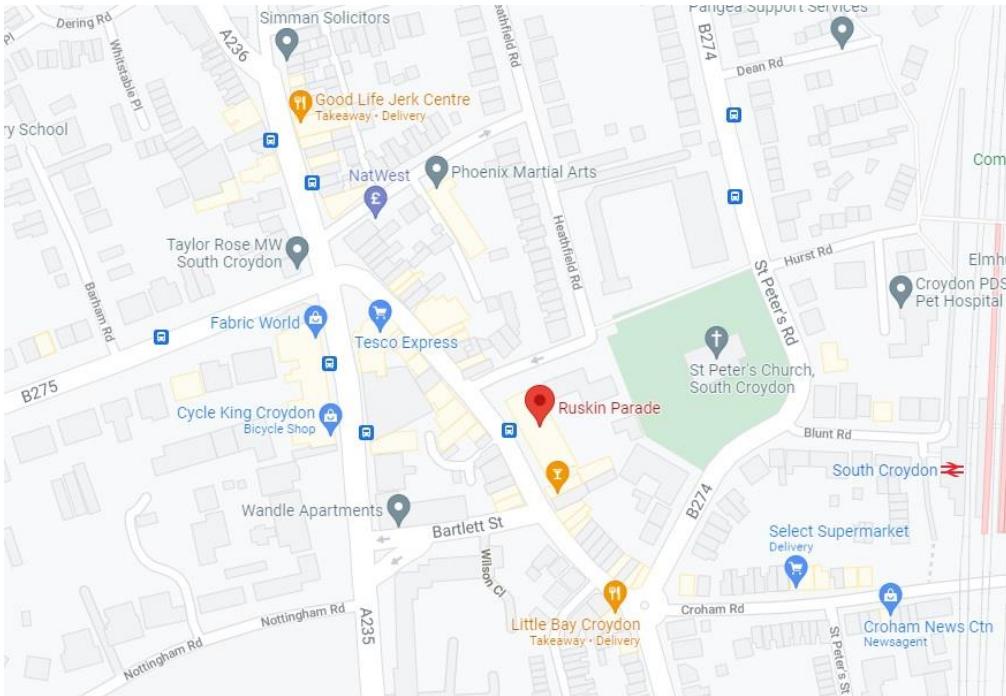 Dering Rd
Pl
Whitstable Pl
A236
Simman Solicitors
Heathfield Rd
Pangea Support Services
B274
Dean Rd
Good Life Jerk Centre
Takeaway • Delivery
ry School
NatWest
£
Phoenix Martial Arts
Com
Taylor Rose MW
South Croydon
Barham Rd
Heathfield Rd
Hurst Rd
St Peter's Rd
Elmh
Croydon PDS
Pet Hospital
Fabric World
Tesco Express
St Peter's Church,
South Croydon
B275
Cycle King Croydon
Bicycle Shop
Ruskin Parade
Blunt Rd
South Croydon
Wandle Apartments
Bartlett St
B274
Wilson Cl
Select Supermarket
Delivery
Nottingham Rd
Nottingham Rd
A235
Little Bay Croydon
Takeaway • Delivery
Croham Rd
Croham News Ctn
Newsagent
St Peter's St